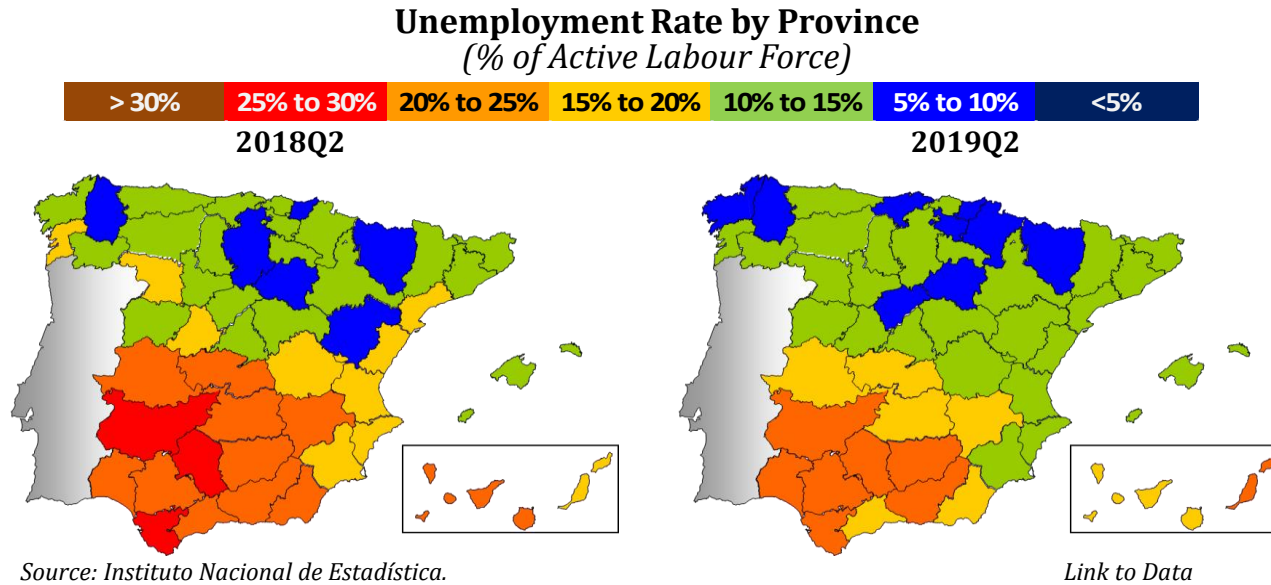 Unemployment Rate by Province
(% of Active Labour Force)
> 30% 25% to 30% 20% to 25% 15% to 20% 10% to 15% 5% to 10% <5%
2018Q2 2019Q2
Source: Instituto Nacional de Estadística. Link to Data